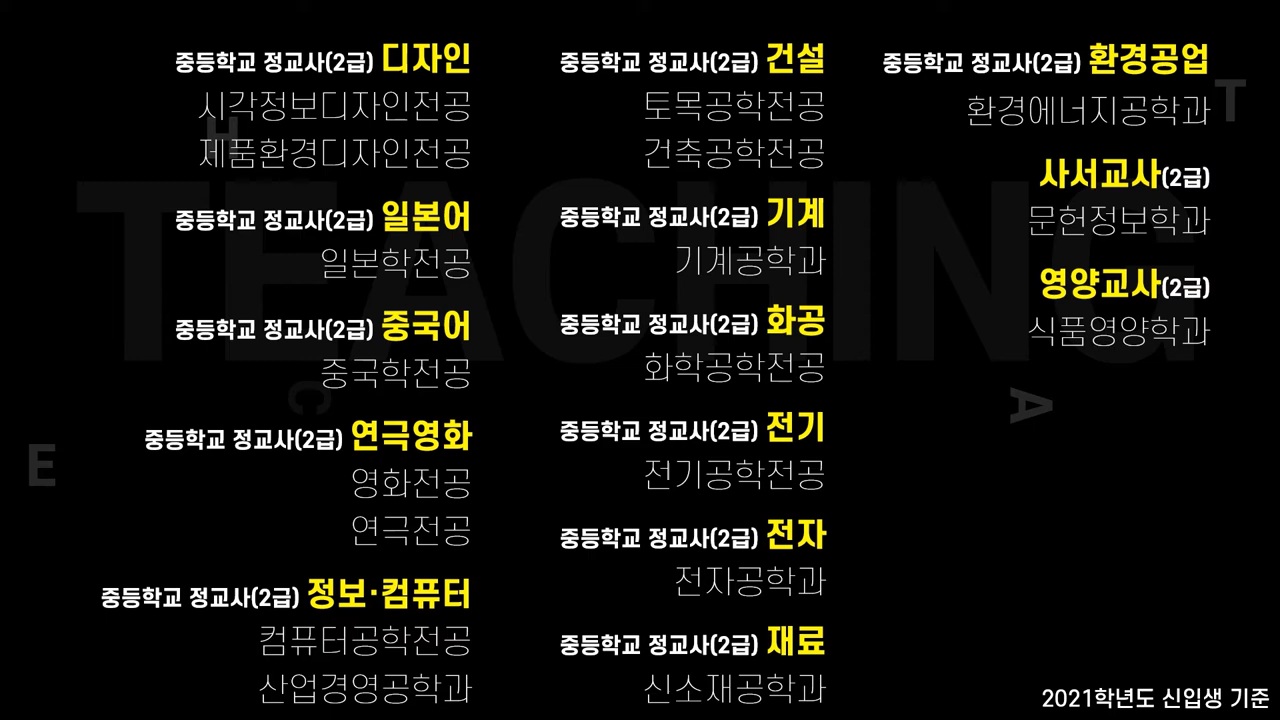 중등학교 정교사(2급) 디자인
시각정보디자인전공
제품환경디자인전공
중등학교 정교사(2급) 일본어
일본학전공
중등학교 정교사(2급) 중국어
중국학전공
중등학교 정교사(2급) 연극영화
영화전공
연극전공
중등학교 정교사(2급) 정보·컴퓨터
컴퓨터공학전공
산업경영공학과
중등학교 정교사(2급) 건설
토목공학전공
건축공학전공
중등학교 정교사(2급) 기계
기계공학과
중등학교 정교사(2급) 화공
화학공학전공
중등학교 정교사(2급) 전기
전기공학전공
중등학교 정교사(2급) 전자
전자공학과
중등학교 정교사(2급) 재료
신소재공학과
중등학교 정교사(2급) 환경공업
환경에너지공학과
사서교사(2급)
문헌정보학과
영양교사(2급)
식품영양학과
2021학년도 신입생 기준
TEACHING
T
H
C
A
E